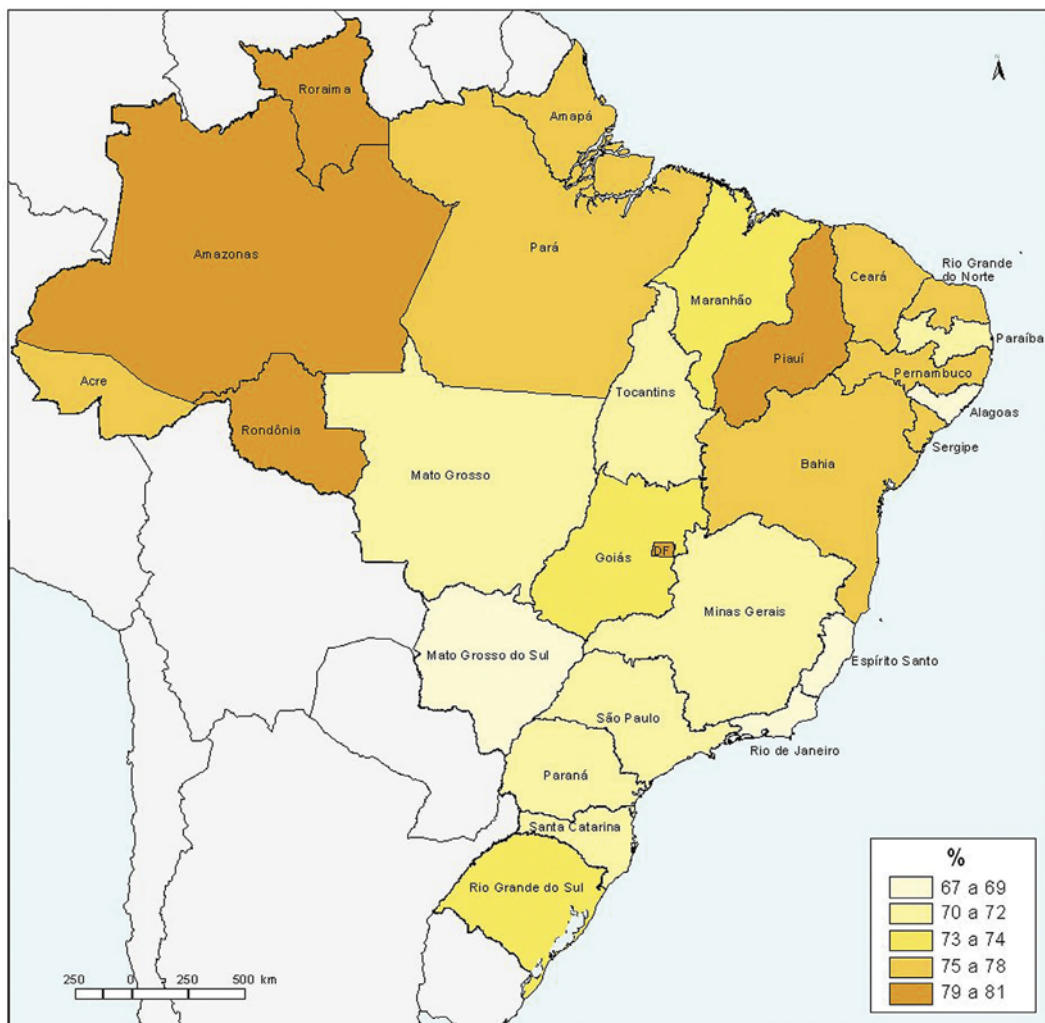 Roraima
Amapá
Amazonas
Pará
Rio Grande
do Norte
Ceará
Maranhão
Paraíba
Piauí
Acre
Pernambuco
Tocantins
Alagoas
Rondônia
Sergipe
Bahia
Mato Grosso
DF
Goiás
Minas Gerais
Mato Grosso do Sul
Espírito Santo
São Paulo
Rio de Janeiro
Paraná
Santa Catarina
Rio Grande do Sul
%
67 a 69
70 a 72
73 a 74
75 a 78
79 a 81
250 0 250 500 km